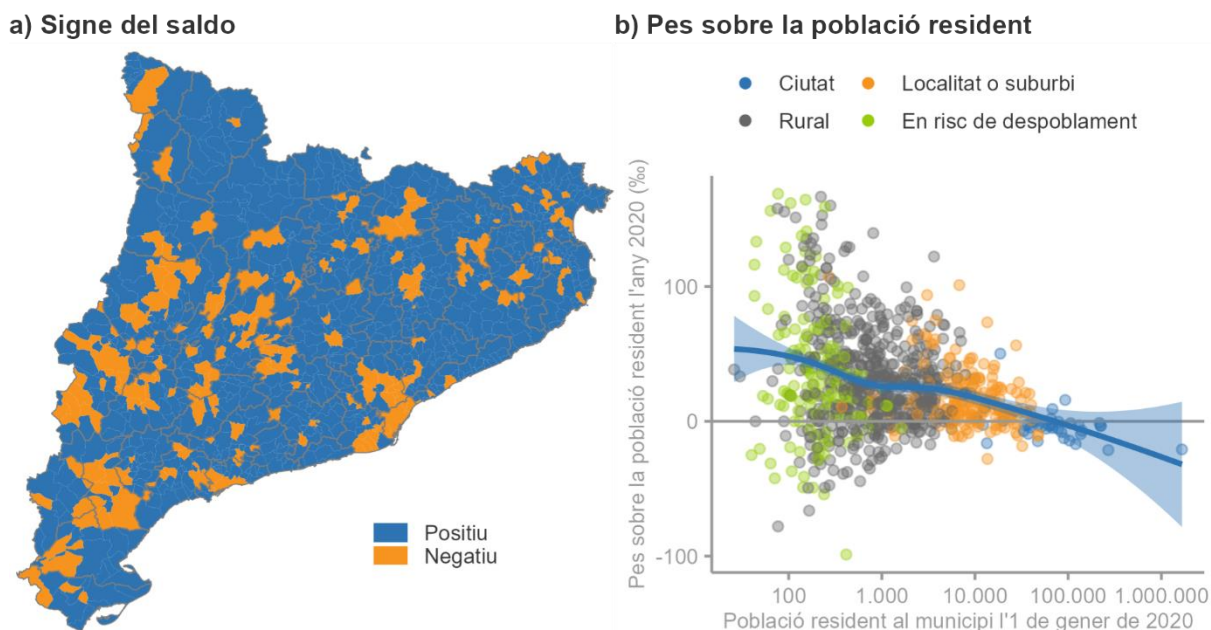 a) Signe del saldo
Positiu
Negatiu
b) Pes sobre la població resident
Ciutat
Localitat o suburbi
Rural
En risc de despoblament
Pes sobre la població resident l'any 2020 (‰)
100
0
-100
100
1.000
10.000
100.000
1.000.000
Població resident al municipi l'1 de gener de 2020